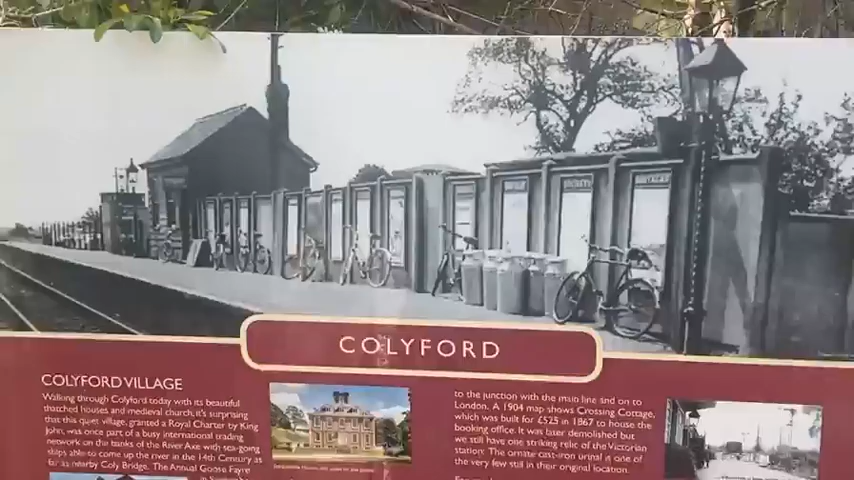 COLYFORD
COLYFORD VILLAGE
Walking through Colyford today with its beautiful
thatched houses and medieval church, it's surprising
that this quiet village, granted a Royal Charter by King
John, was once part of a busy international trading
network on the banks of the River Axe with sea-going
ships able to come up the river in the 14th Century as
far as nearby Coly Bridge. The Annual Goose Fayre
to the junction with the main line and on to
London. A 1904 map shows Crossing Cottage,
which was built for £525 in 1867 to house the
booking office. It was later demolished but
we still have one striking relic of the Victorian
station. The ornate cast-iron urinal is one of
the very few still in their original location.